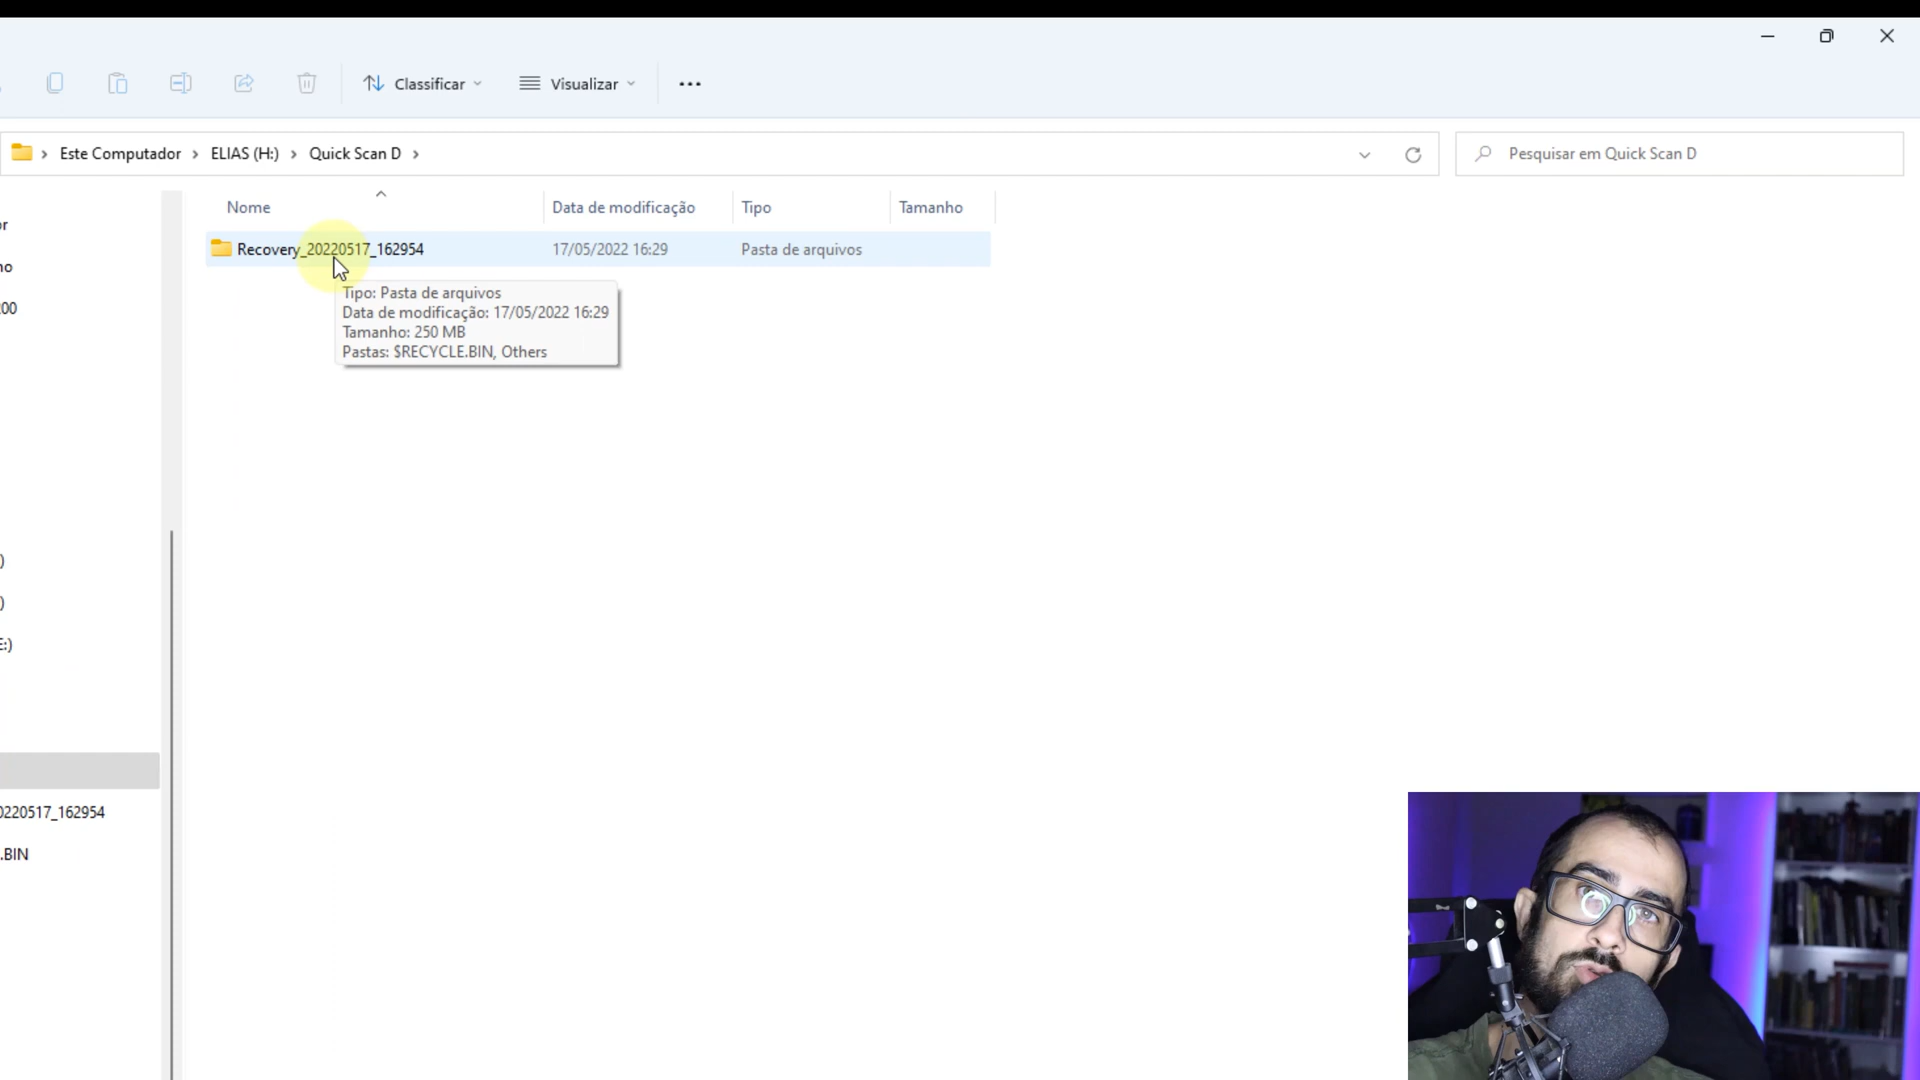 Classificar
Visualizar
Este Computador
ELIAS (H:)
Quick Scan D
Pesquisar em Quick Scan D
Nome
Data de modificação
Tipo
Tamanho
Recovery_20220517_162954
17/05/2022 16:29
Pasta de arquivos
Tipo: Pasta de arquivos
Data de modificação: 17/05/2022 16:29
Tamanho: 250 MB
Pastas: $RECYCLE.BIN, Others
or
no
200
)
)
E:)
0220517_162954
.BIN